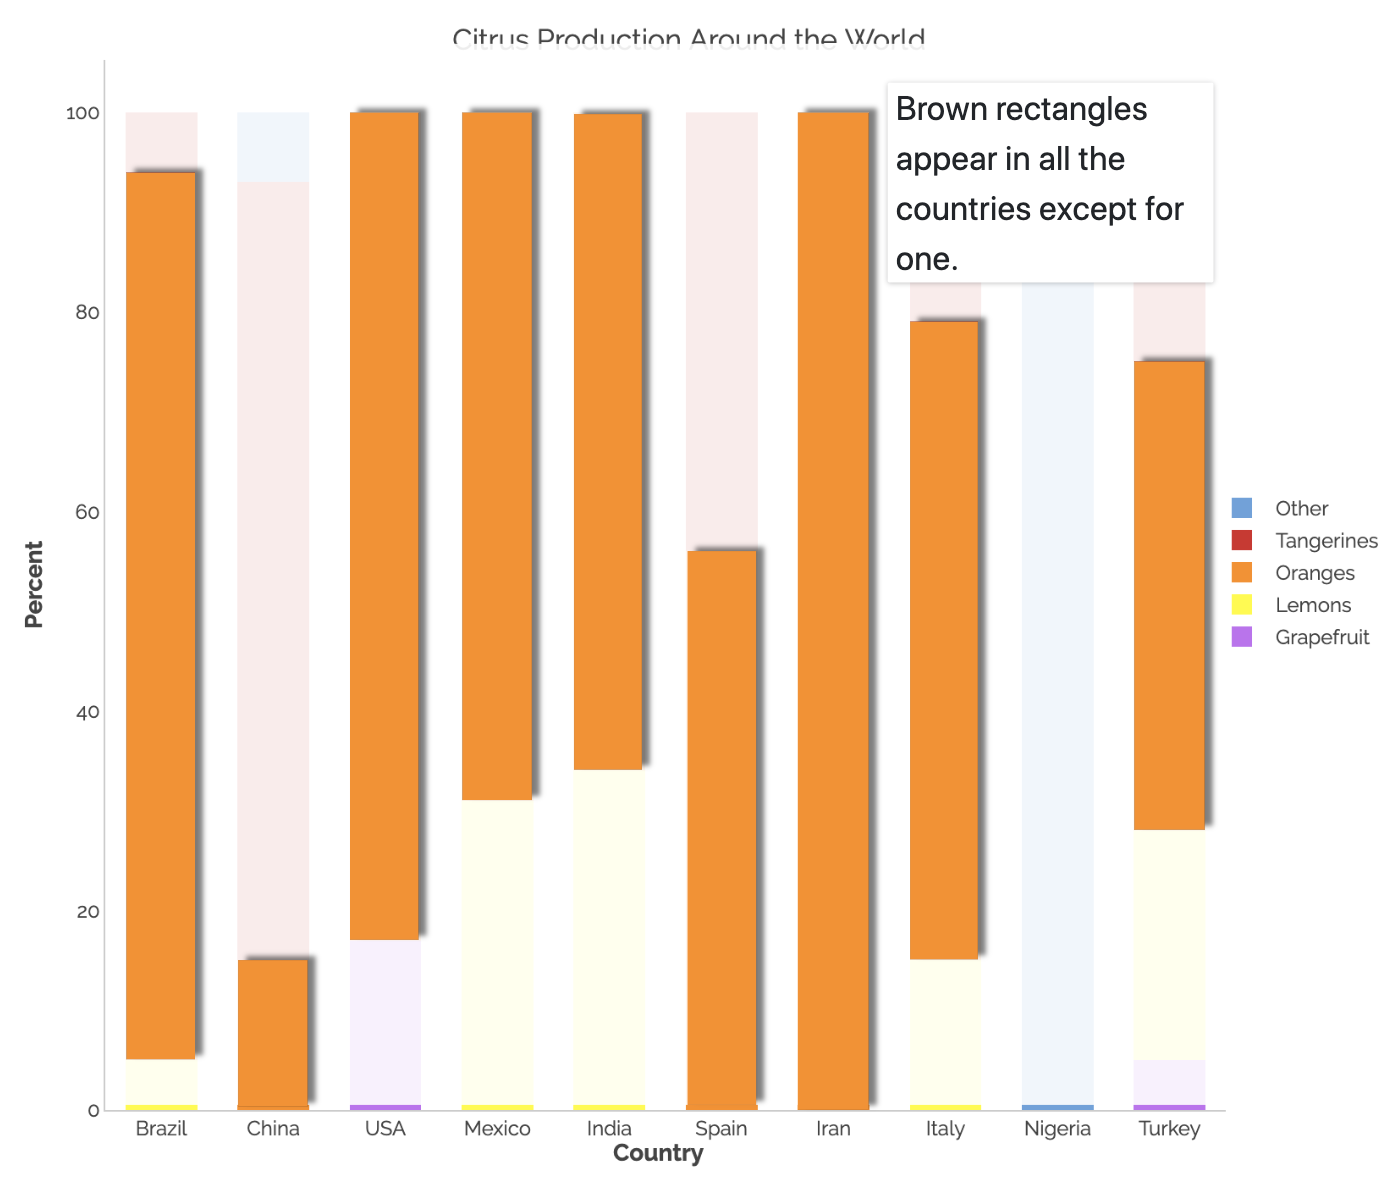 Citrus Production Around the World
Brown rectangles
appear in all the
countries except for
one.
100
80
60
40
20
0
Percent
Other
Tangerines
Oranges
Lemons
Grapefruit
Brazil China USA Mexico India Spain Iran Italy Nigeria Turkey
Country